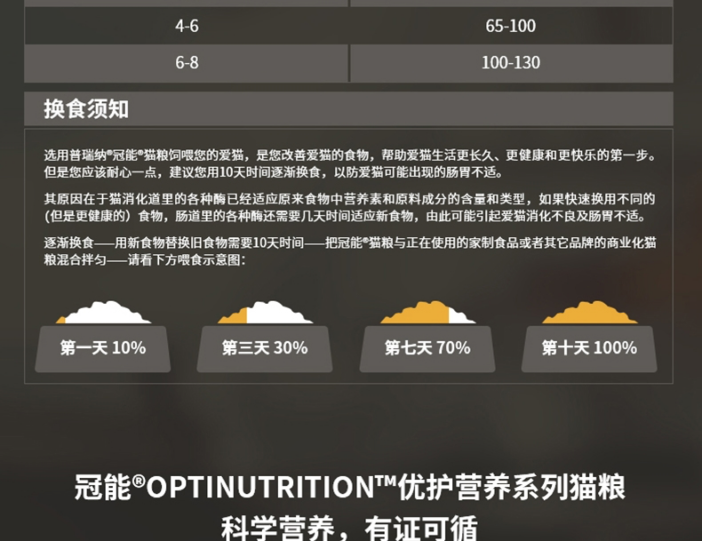 4-6 65-100
6-8 100-130
换食须知
选用普瑞纳®冠能®猫粮饲喂您的爱猫，是您改善爱猫的食物，帮助爱猫生活更长久、更健康和更快乐的第一步。
但是您应该耐心一点，建议您用10天时间逐渐换食，以防爱猫可能出现的肠胃不适。
其原因在于猫消化道里的各种酶已经适应原来食物中营养素和原料成分的含量和类型，如果快速换用不同的
(但是更健康的）食物，肠道里的各种酶还需要几天时间适应新食物，由此可能引起爱猫消化不良及肠胃不适。
逐渐换食——用新食物替换旧食物需要10天时间——把冠能®猫粮与正在使用的家制食品或者其它品牌的商业化猫
粮混合拌匀——请看下方喂食示意图：
第一天 10% 第三天 30% 第七天 70% 第十天 100%
冠能®OPTINUTRITION™优护营养系列猫粮
科学营养，有证可循